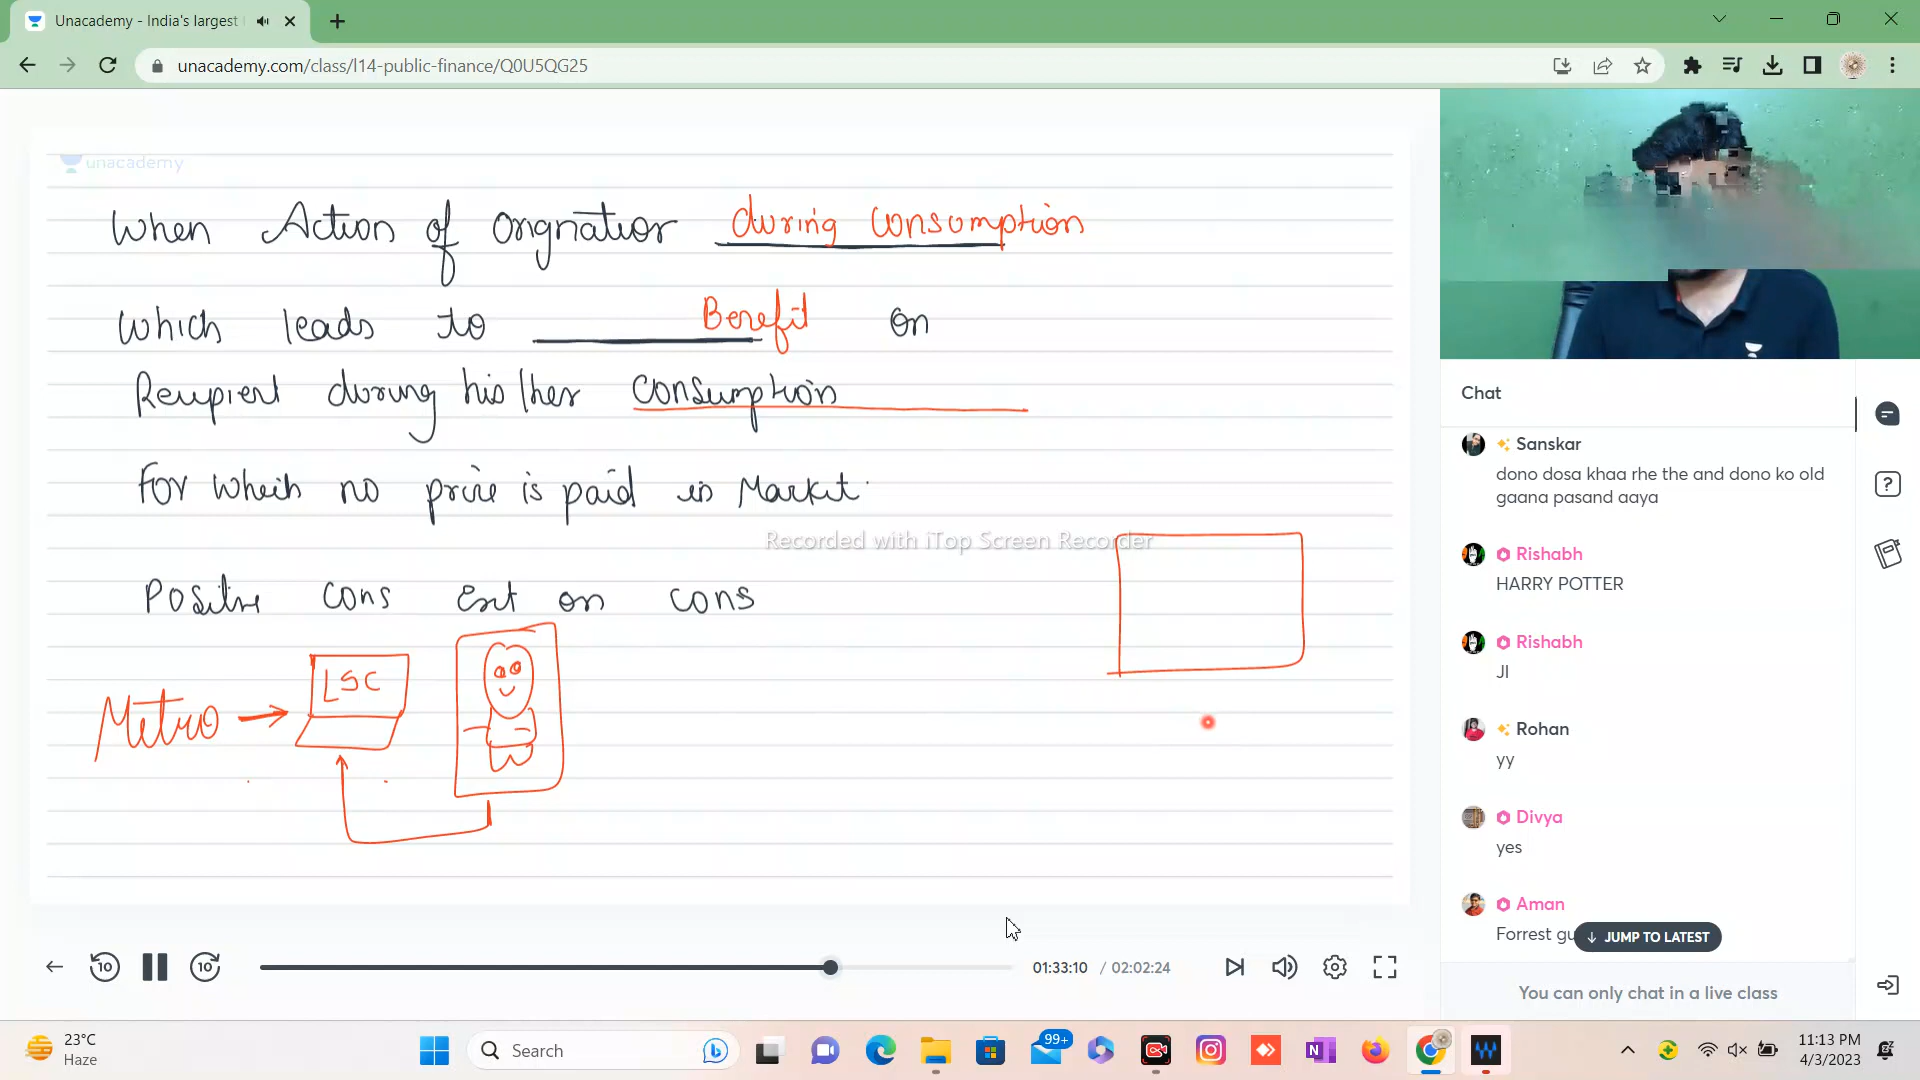 Unacademy - India's largest
unacademy.com/class/l14-public-finance/Q0U5QG25
unacademy
When Action of Orignatior during Consumption
which leads to Benefit on
Recipient during his/her Consumption
For which no price is paid in Market.
Positive cons Ext on cons
Recorded with iTop Screen Recorder
Metro → LSC
Chat
Sanskar
dono dosa khaa rhe the and dono ko old
gaana pasand aaya
Rishabh
HARRY POTTER
Rishabh
JI
Rohan
yy
Divya
yes
Aman
Forrest gu
JUMP TO LATEST
You can only chat in a live class
10
10
01:33:10 / 02:02:24
23°C
Haze
Search
99+
11:13 PM
4/3/2023